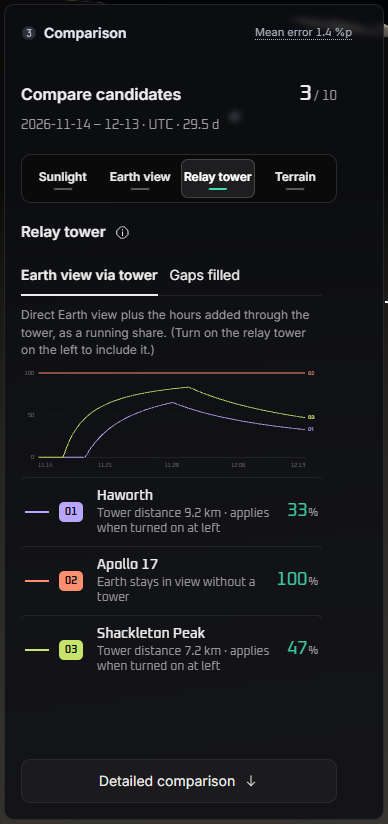 3 Comparison
Mean error 1.4 %p
Compare candidates
3 / 10
2026-11-14 – 12-13 · UTC · 29.5 d
Sunlight
Earth view
Relay tower
Terrain
Relay tower
Earth view via tower
Gaps filled
Direct Earth view plus the hours added through the
tower, as a running share. (Turn on the relay tower
on the left to include it.)
100
50
0
02
03
01
11.14
11.21
11.28
12.06
12.13
Haworth
01
Tower distance 9.2 km · applies
when turned on at left
33%
Apollo 17
02
Earth stays in view without a
tower
100%
Shackleton Peak
03
Tower distance 7.2 km · applies
when turned on at left
47%
Detailed comparison ↓